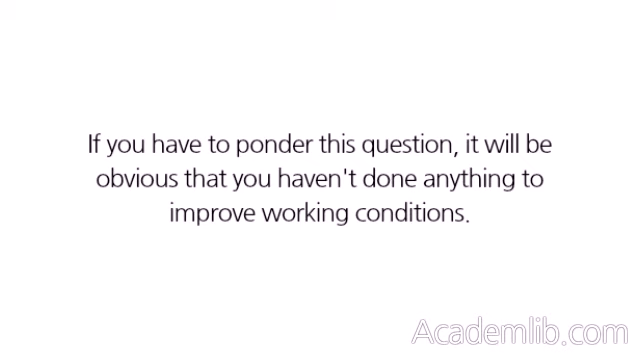 If you have to ponder this question, it will be
obvious that you haven't done anything to
improve working conditions.
Academlib.com